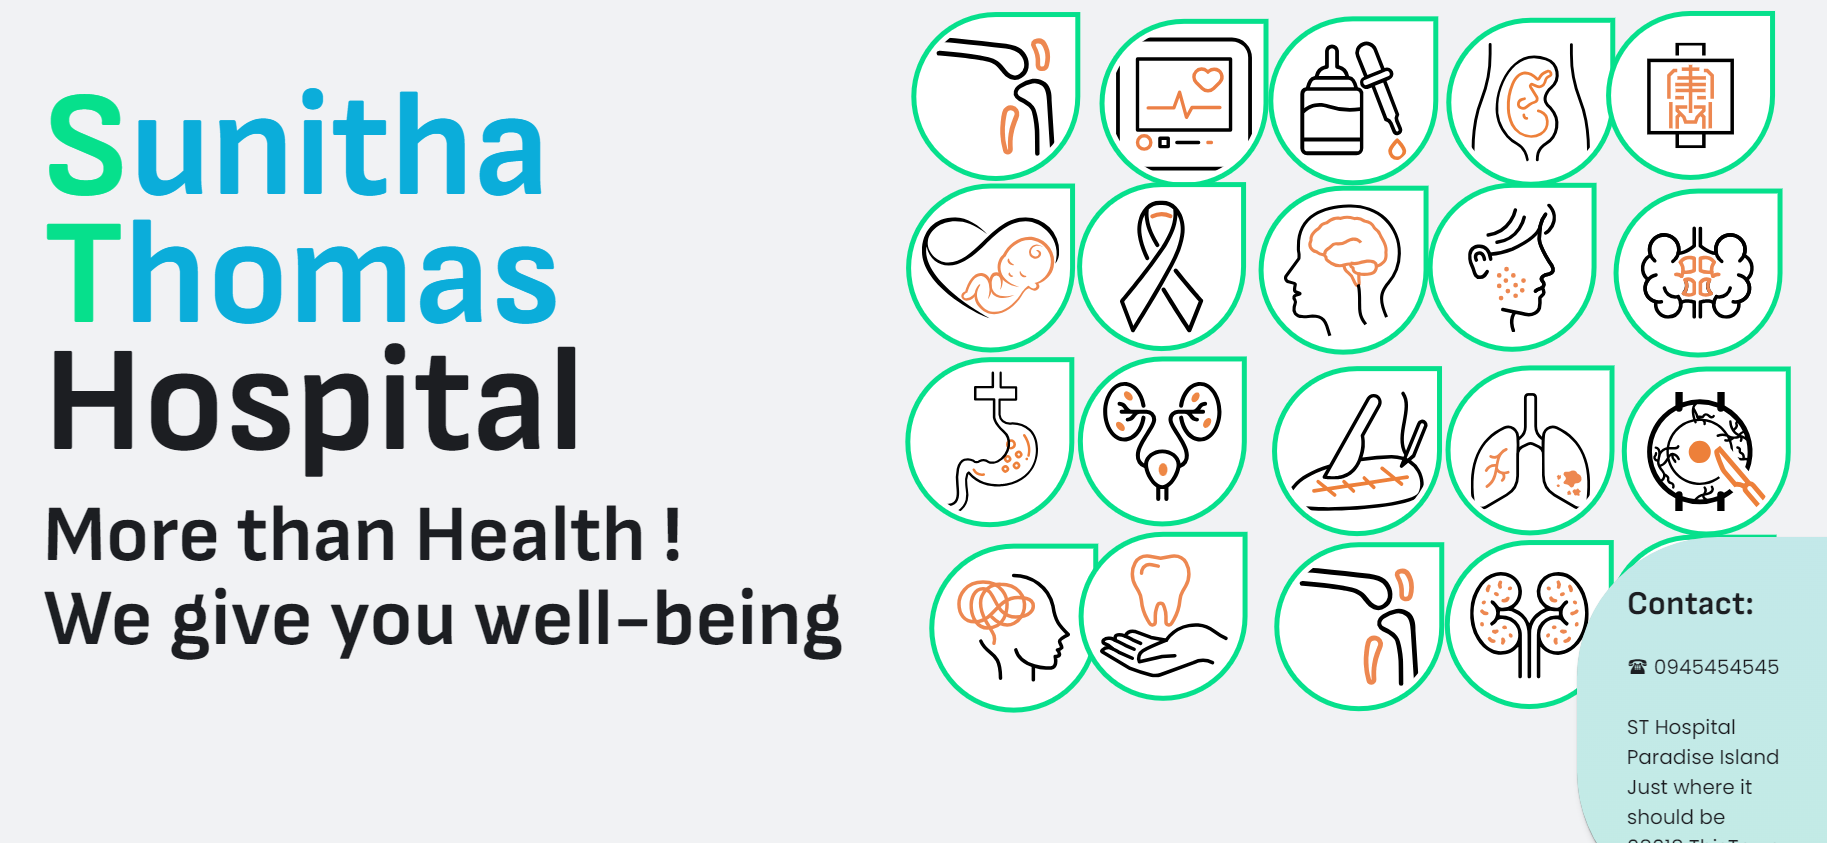 Sunitha
Thomas
Hospital
More than Health !
We give you well-being
Contact:
☎ 0945454545
ST Hospital
Paradise Island
Just where it
should be